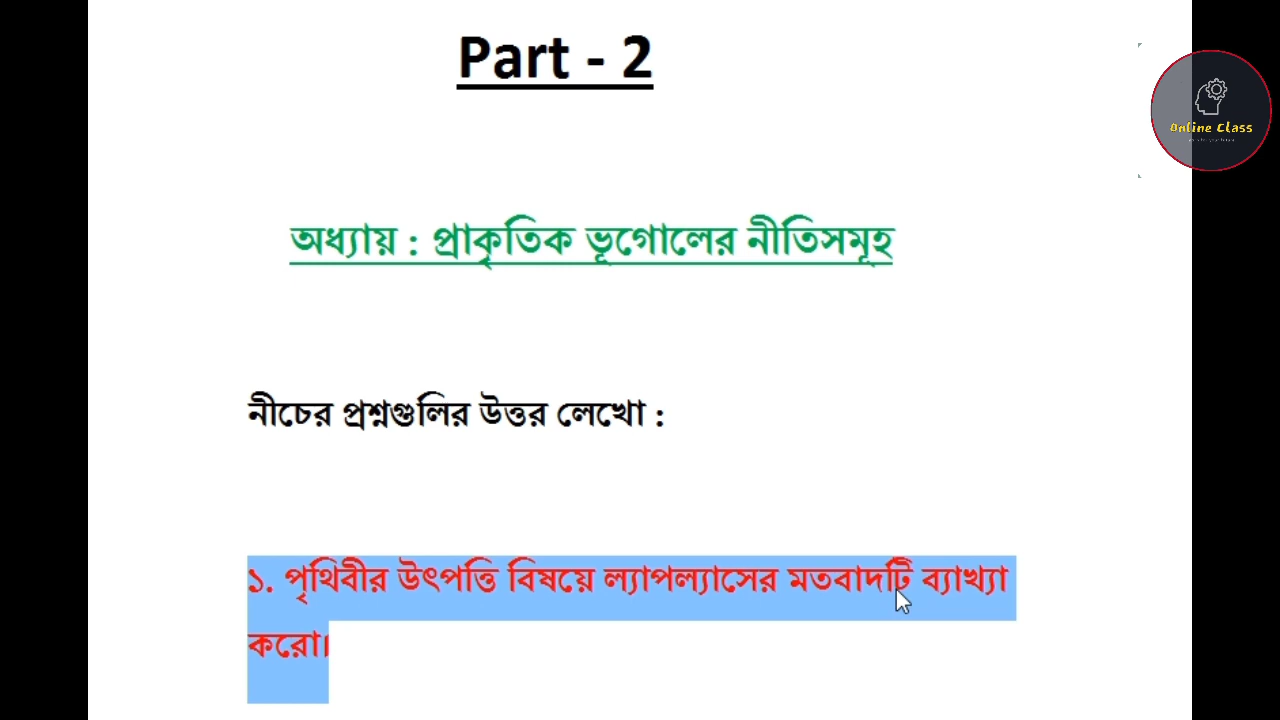 Part - 2
Online Class
অধ্যায় : প্রাকৃতিক ভূগোলের নীতিসমূহ
নীচের প্রশ্নগুলির উত্তর লেখো :
১. পৃথিবীর উৎপত্তি বিষয়ে ল্যাপল্যাসের মতবাদটি ব্যাখ্যা
করো।